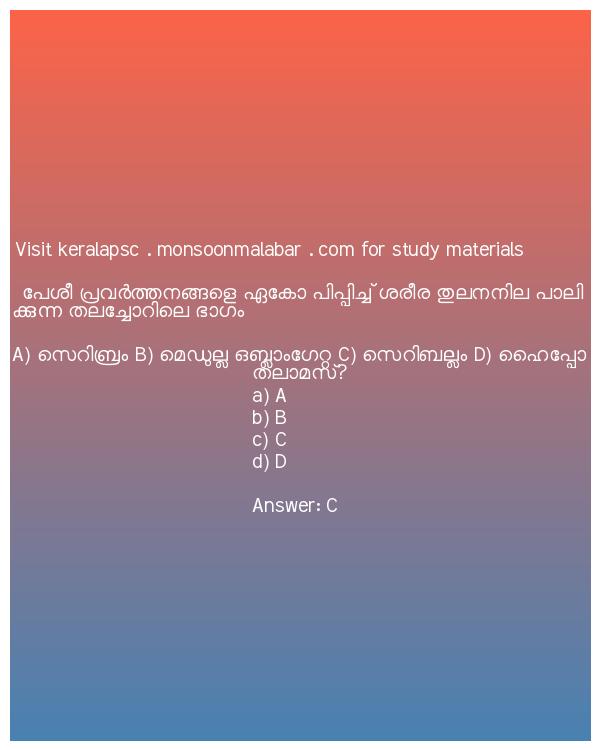 Visit keralapsc . monsoonmalabar . com for study materials
പേശീ പ്രവർത്തനങ്ങളെ ഏകോ പിപ്പിച്ച് ശരീര തുലനനില പാലി
ക്കുന്ന തലച്ചോറിലെ ഭാഗം
A) സെറിബ്രം B) മെഡുല്ല ഒബ്ലാംഗേറ്റ C) സെറിബല്ലം D) ഹൈപ്പോ
തലാമസ്?
a) A
b) B
c) C
d) D
Answer: C